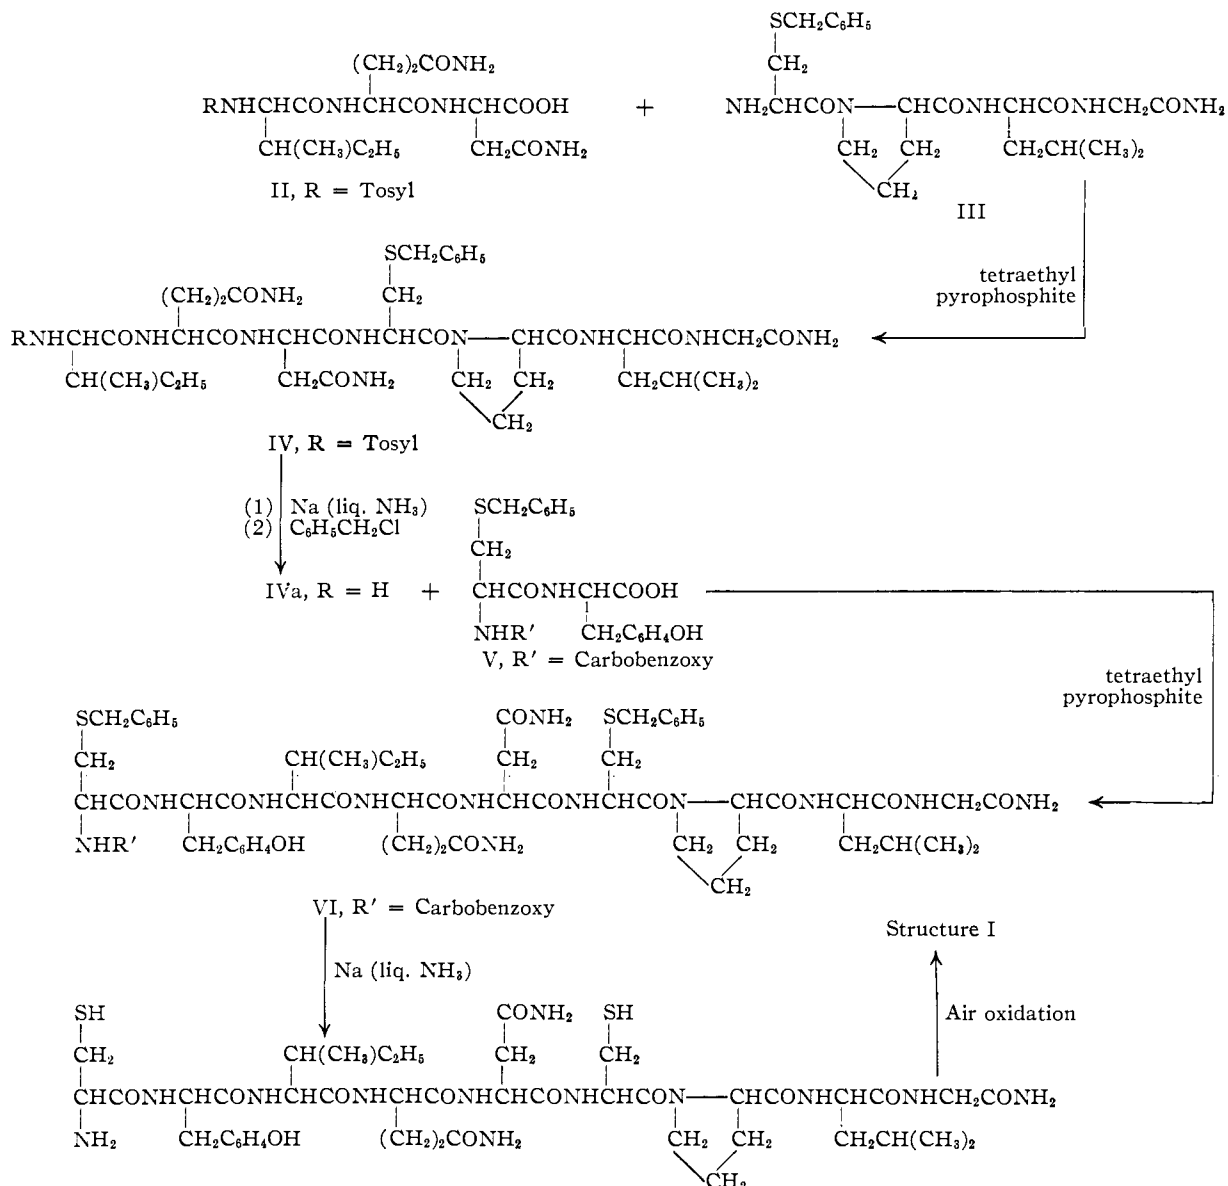 SCH₂C₆H₅
CH₂
(CH₂)₂CONH₂
RNHCHCONHCHCONHCHCOOH + NH₂CHCON—CHCONHCHCONHCH₂CONH₂
CH(CH₃)C₂H₅ CH₂CONH₂ CH₂ CH₂ CH₂CH(CH₃)₂
CH₂
II, R = Tosyl III
tetraethyl
pyrophosphite
SCH₂C₆H₅
(CH₂)₂CONH₂ CH₂
RNHCHCONHCHCONHCHCONHCHCON—CHCONHCHCONHCH₂CONH₂
CH(CH₃)C₂H₅ CH₂CONH₂ CH₂ CH₂ CH₂CH(CH₃)₂
CH₂
IV, R = Tosyl
(1) Na (liq. NH₃)
(2) C₆H₅CH₂Cl
SCH₂C₆H₅
CH₂
IVa, R = H + CHCONHCHCOOH
NHR′ CH₂C₆H₄OH
V, R′ = Carbobenzoxy
tetraethyl
pyrophosphite
SCH₂C₆H₅ CONH₂ SCH₂C₆H₅
CH₂ CH(CH₃)C₂H₅ CH₂ CH₂
CHCONHCHCONHCHCONHCHCONHCHCONHCHCON—CHCONHCHCONHCH₂CONH₂
NHR′ CH₂C₆H₄OH (CH₂)₂CONH₂ CH₂ CH₂ CH₂CH(CH₃)₂
CH₂
VI, R′ = Carbobenzoxy
Structure I
Na (liq. NH₃)
Air oxidation
SH CONH₂ SH
CH₂ CH(CH₃)C₂H₅ CH₂ CH₂
CHCONHCHCONHCHCONHCHCONHCHCONHCHCON—CHCONHCHCONHCH₂CONH₂
NH₂ CH₂C₆H₄OH (CH₂)₂CONH₂ CH₂ CH₂ CH₂CH(CH₃)₂
CH₂